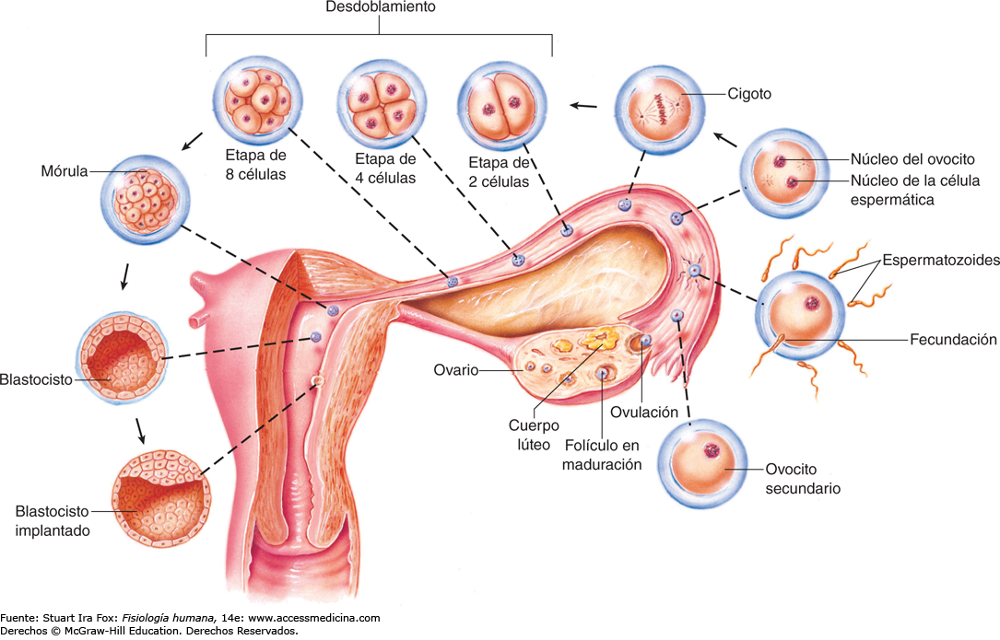 Desdoblamiento
Cigoto
Núcleo del ovocito
Núcleo de la célula
espermática
Etapa de
8 células
Etapa de
4 células
Etapa de
2 células
Mórula
Espermatozoides
Fecundación
Blastocisto
Ovario
Ovulación
Cuerpo
lúteo
Folículo en
maduración
Ovocito
secundario
Blastocisto
implantado
Fuente: Stuart Ira Fox: Fisiología humana, 14e: www.accessmedicina.com
Derechos © McGraw-Hill Education. Derechos Reservados.